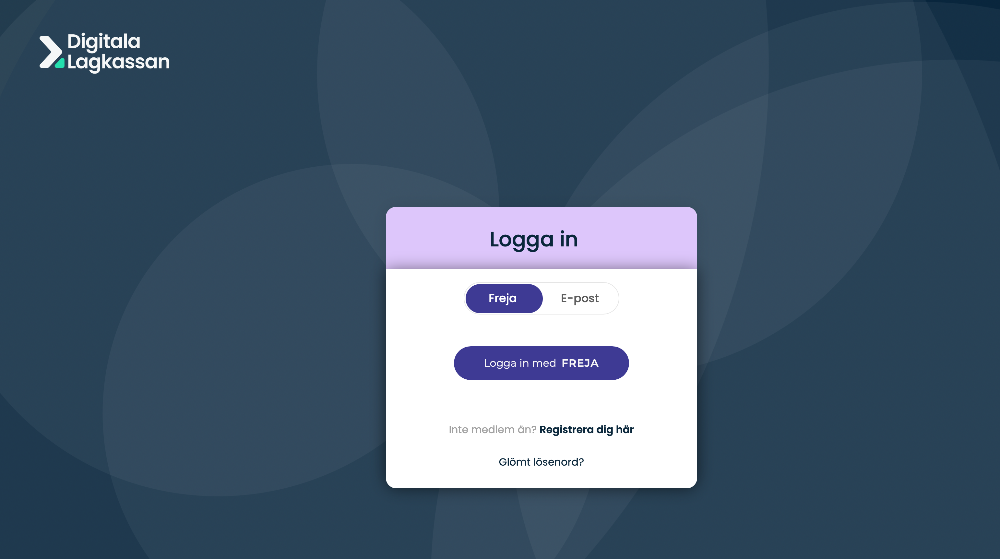 Digitala
Lagkassan
Logga in
Freja
E-post
Logga in med FREJA
Inte medlem än? Registrera dig här
Glömt lösenord?